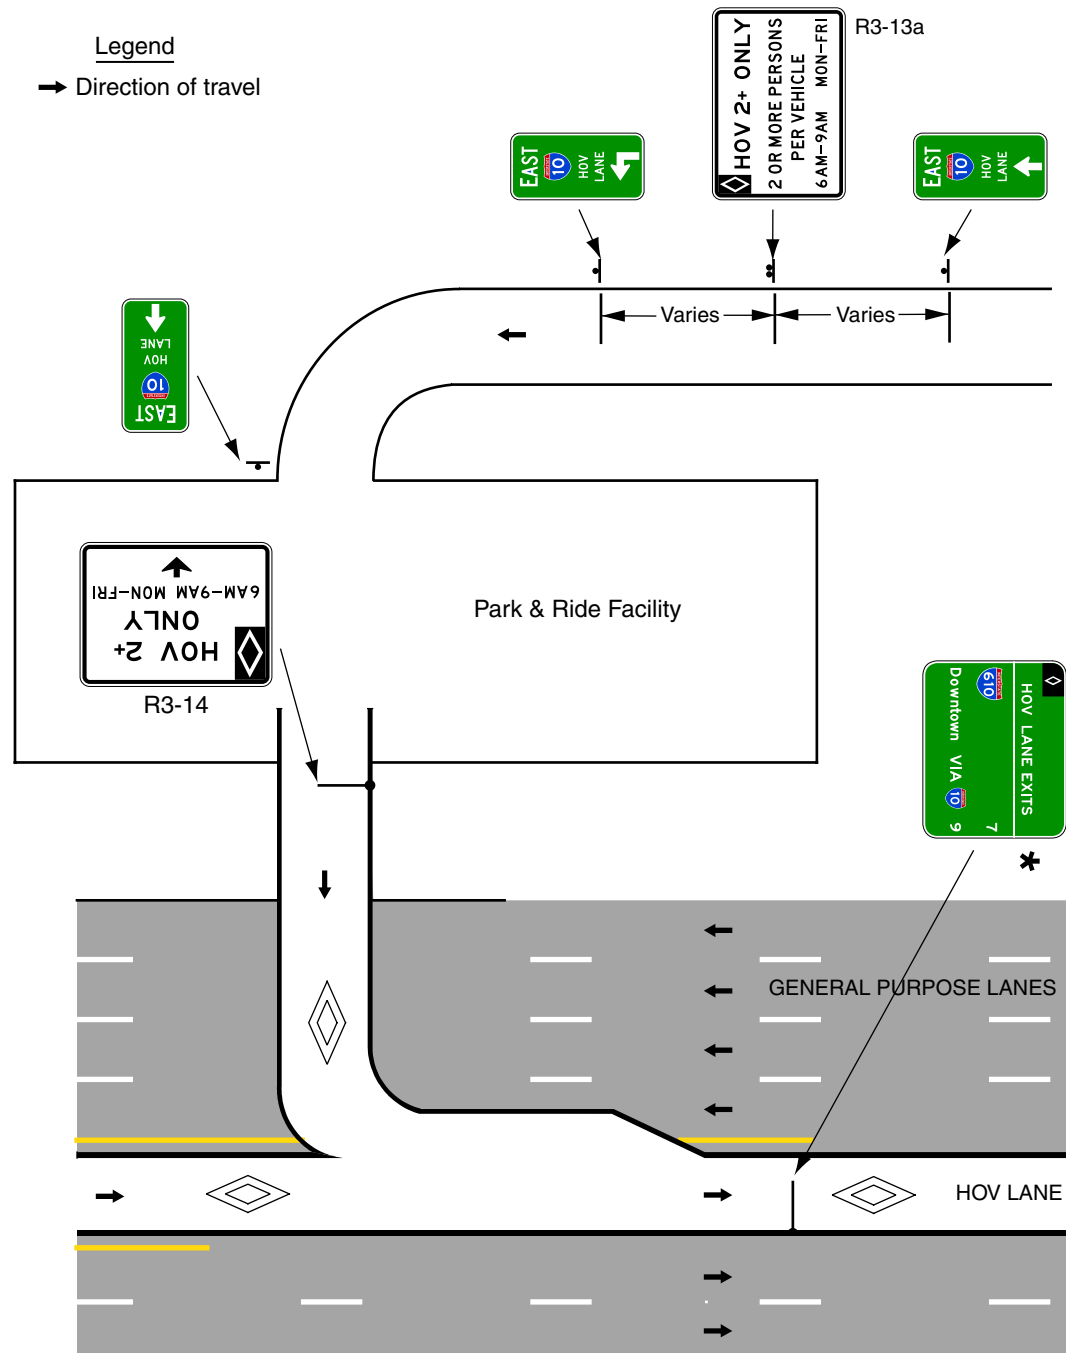 Legend
Direction of travel
R3-13a
EAST
10
HOV
LANE
HOV 2+ ONLY
2 OR MORE PERSONS
PER VEHICLE
6AM–9AM MON–FRI
EAST
10
HOV
LANE
Varies
Varies
EAST
10
HOV
LANE
HOV 2+
ONLY
6AM–9AM MON–FRI
R3-14
Park & Ride Facility
HOV LANE EXITS
610 7
Downtown VIA 10 9
*
GENERAL PURPOSE LANES
HOV LANE